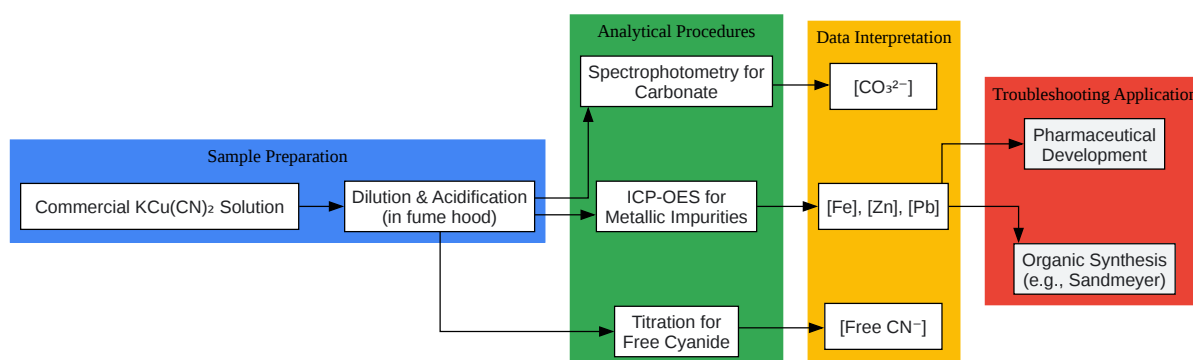 Sample Preparation
Commercial KCu(CN)₂ Solution
Dilution & Acidification
(in fume hood)
Analytical Procedures
Spectrophotometry for
Carbonate
ICP-OES for
Metallic Impurities
Titration for
Free Cyanide
Data Interpretation
[CO₃²⁻]
[Fe], [Zn], [Pb]
[Free CN⁻]
Troubleshooting Application
Pharmaceutical
Development
Organic Synthesis
(e.g., Sandmeyer)